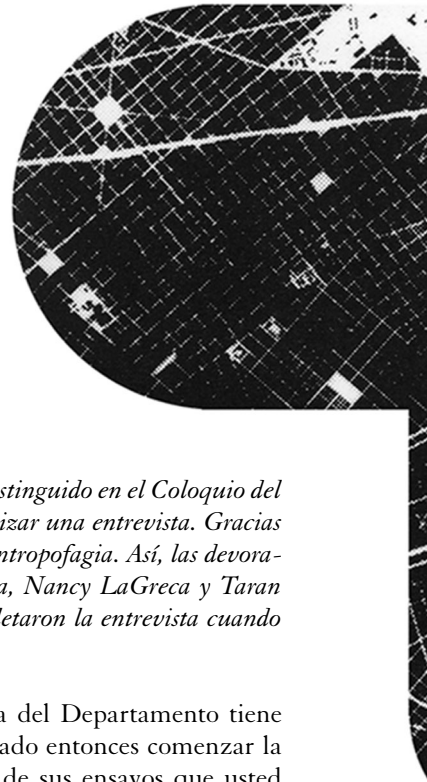 stinguido en el Coloquio del
izar una entrevista. Gracias
ntropofagia. Así, las devora-
a, Nancy LaGreca y Taran
letaron la entrevista cuando
a del Departamento tiene
ado entonces comenzar la
de sus ensayos que usted